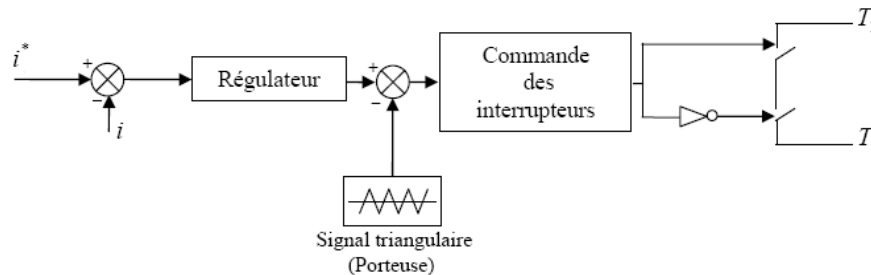 i*
+
−
i
Régulateur
+
−
Commande
des
interrupteurs
Signal triangulaire
(Porteuse)
T
T